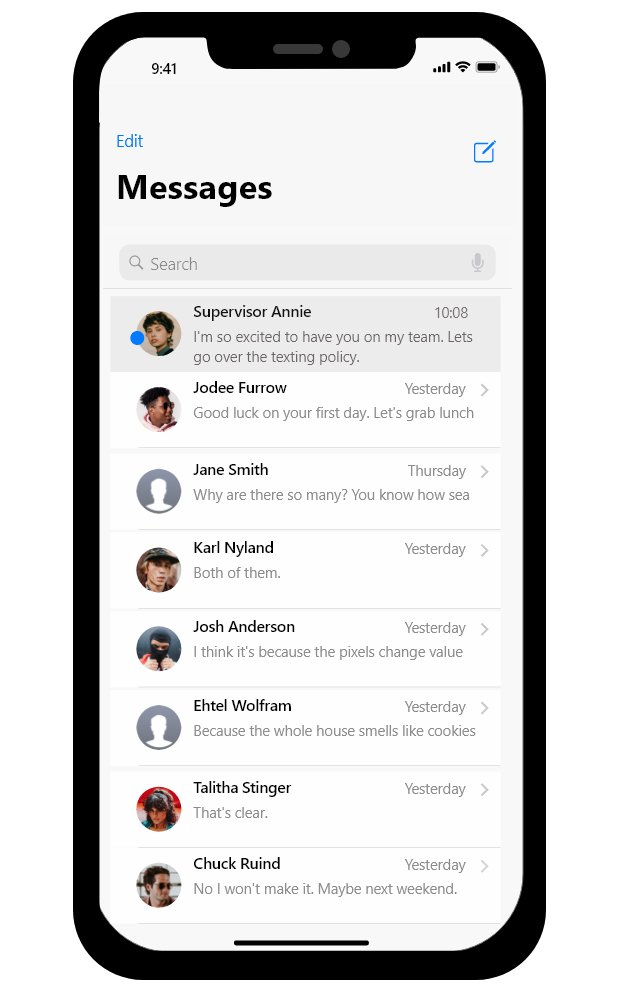 9:41
Edit
Messages
Search
Supervisor Annie 10:08
I'm so excited to have you on my team. Lets
go over the texting policy.
Jodee Furrow Yesterday
Good luck on your first day. Let's grab lunch
Jane Smith Thursday
Why are there so many? You know how sea
Karl Nyland Yesterday
Both of them.
Josh Anderson Yesterday
I think it's because the pixels change value
Ehtel Wolfram Yesterday
Because the whole house smells like cookies
Talitha Stinger Yesterday
That's clear.
Chuck Ruind Yesterday
No I won't make it. Maybe next weekend.